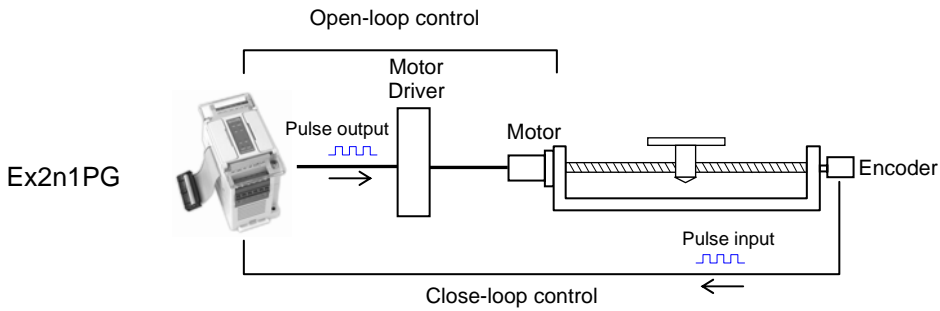 Open-loop control
Motor
Driver
Pulse output
Motor
Ex2n1PG
Encoder
Pulse input
Close-loop control